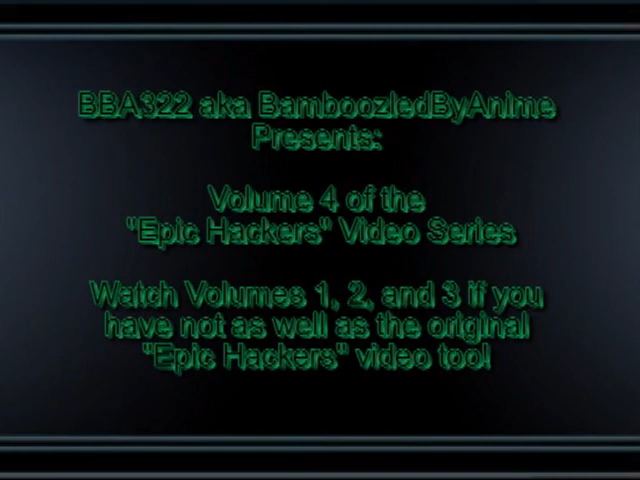 BBA322 aka BamboozledByAnime
Presents:
Volume 4 of the
"Epic Hackers" Video Series
Watch Volumes 1, 2, and 3 if you
have not as well as the original
"Epic Hackers" video too!